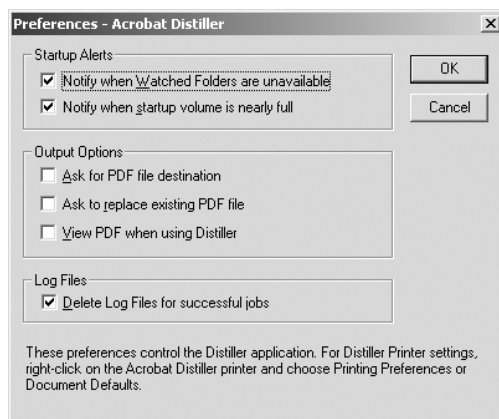 Preferences - Acrobat Distiller
Startup Alerts
Notify when Watched Folders are unavailable
Notify when startup volume is nearly full
OK
Cancel
Output Options
Ask for PDF file destination
Ask to replace existing PDF file
View PDF when using Distiller
Log Files
Delete Log Files for successful jobs
These preferences control the Distiller application. For Distiller Printer settings,
right-click on the Acrobat Distiller printer and choose Printing Preferences or
Document Defaults.